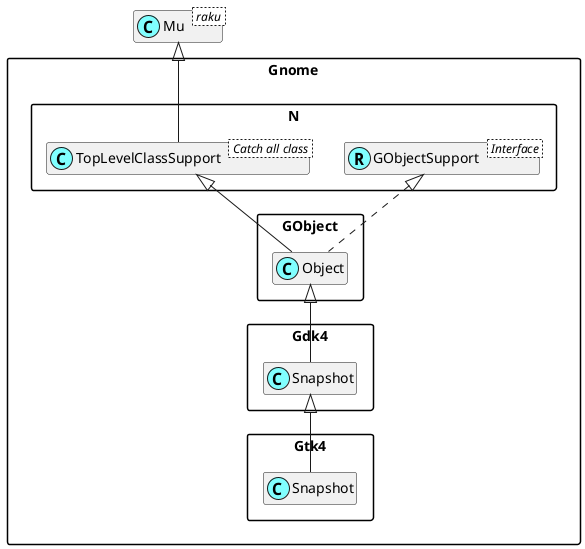 C Mu raku
Gnome
N
C TopLevelClassSupport Catch all class
R GObjectSupport Interface
GObject
C Object
Gdk4
C Snapshot
Gtk4
C Snapshot